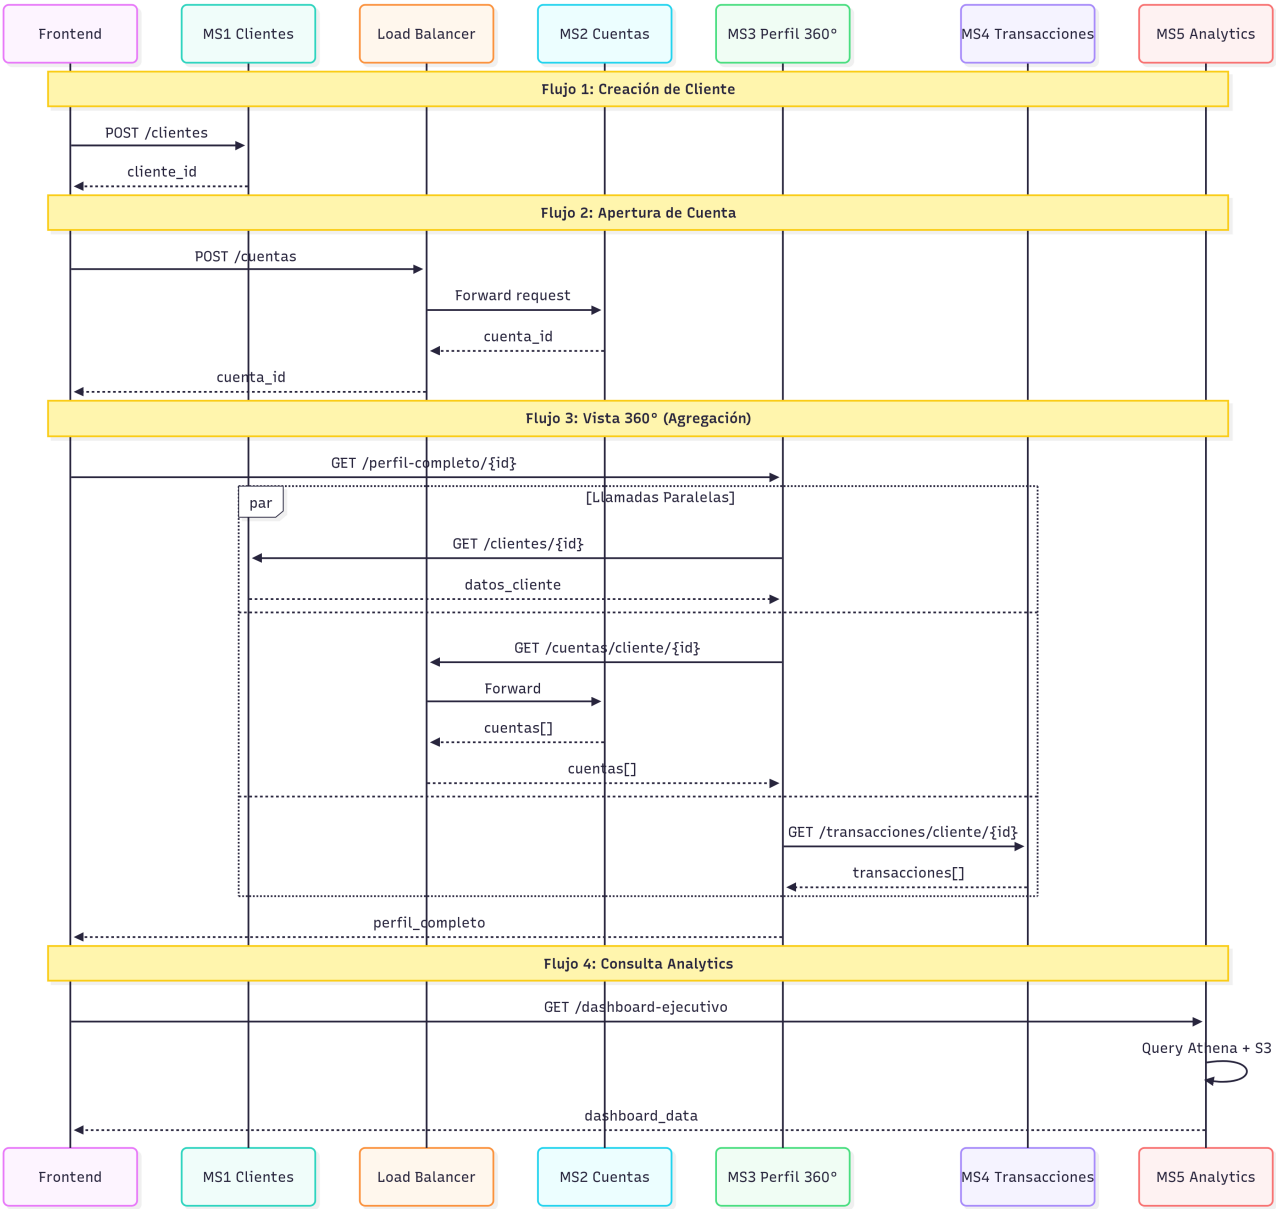 Frontend
MS1 Clientes
Load Balancer
MS2 Cuentas
MS3 Perfil 360°
MS4 Transacciones
MS5 Analytics
Flujo 1: Creación de Cliente
POST /clientes
cliente_id
Flujo 2: Apertura de Cuenta
POST /cuentas
Forward request
cuenta_id
cuenta_id
Flujo 3: Vista 360° (Agregación)
GET /perfil-completo/{id}
par
[Llamadas Paralelas]
GET /clientes/{id}
datos_cliente
GET /cuentas/cliente/{id}
Forward
cuentas[]
cuentas[]
GET /transacciones/cliente/{id}
transacciones[]
perfil_completo
Flujo 4: Consulta Analytics
GET /dashboard-ejecutivo
Query Athena + S3
dashboard_data
Frontend
MS1 Clientes
Load Balancer
MS2 Cuentas
MS3 Perfil 360°
MS4 Transacciones
MS5 Analytics